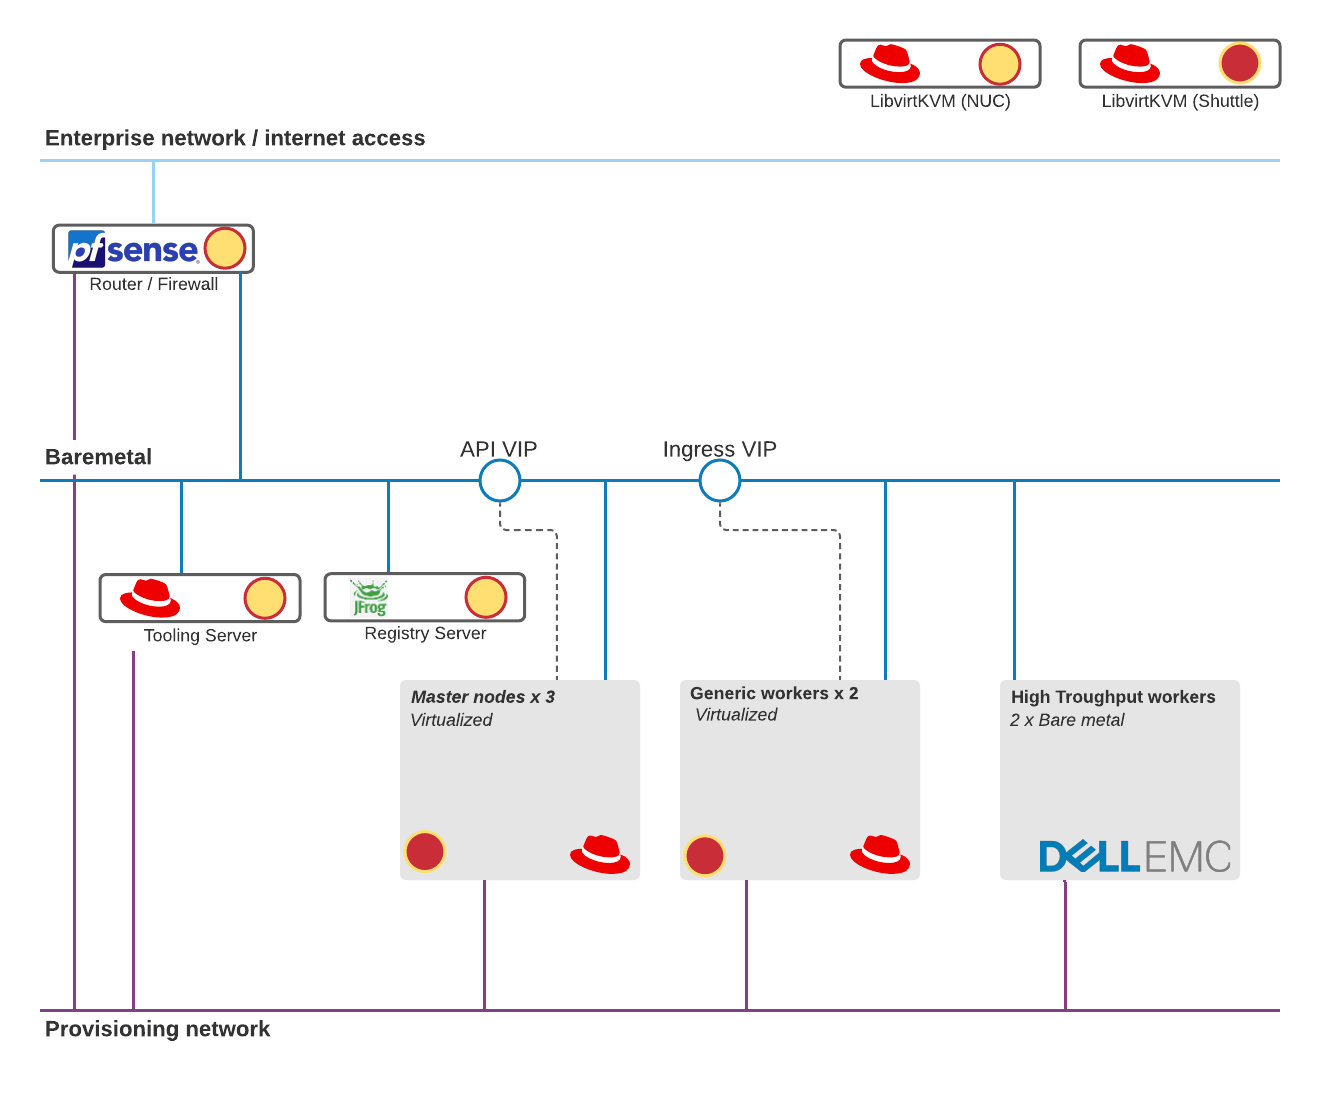 LibvirtKVM (NUC)
LibvirtKVM (Shuttle)
Enterprise network / internet access
pfsense
Router / Firewall
Baremetal
API VIP
Ingress VIP
JFrog
Tooling Server
Registry Server
Master nodes x 3
Virtualized
Generic workers x 2
Virtualized
High Troughput workers
2 x Bare metal
DELLEMC
Provisioning network